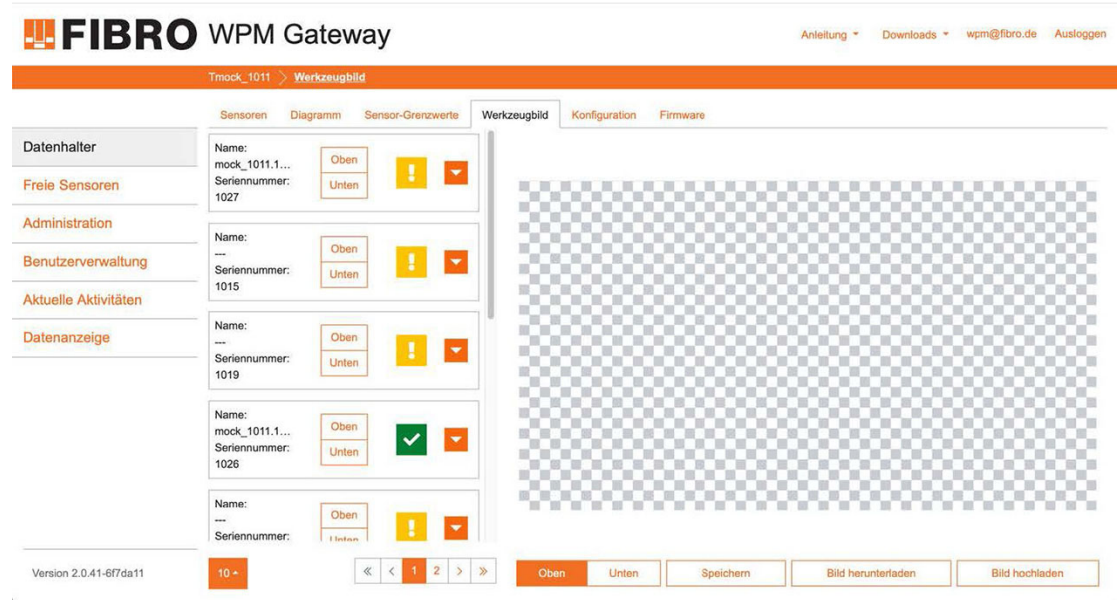 FIBRO WPM Gateway
Anleitung Downloads wpm@fibro.de Ausloggen
Tmock_1011 Werkzeugbild
Sensoren Diagramm Sensor-Grenzwerte Werkzeugbild Konfiguration Firmware
Datenhalter
Freie Sensoren
Administration
Benutzerverwaltung
Aktuelle Aktivitäten
Datenanzeige
Version 2.0.41-6f7da11
Name:
mock_1011.1...
Seriennummer:
1027
Oben
Unten
Name:
---
Seriennummer:
1015
Oben
Unten
Name:
---
Seriennummer:
1019
Oben
Unten
Name:
mock_1011.1...
Seriennummer:
1026
Oben
Unten
Name:
---
Seriennummer:
Oben
Unten
10 « < 1 2 > »
Oben Unten Speichern Bild herunterladen Bild hochladen